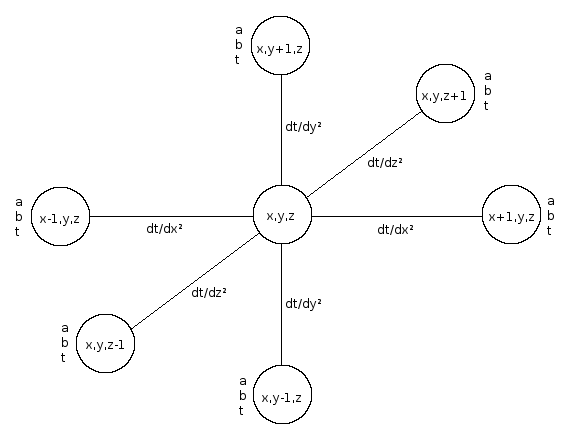 a
b
t
x,y+1,z
a
b
t
x,y,z+1
dt/dy²
dt/dz²
a
b
t
x-1,y,z
x,y,z
x+1,y,z
a
b
t
dt/dx²
dt/dx²
dt/dz²
dt/dy²
a
b
t
x,y,z-1
a
b
t
x,y-1,z